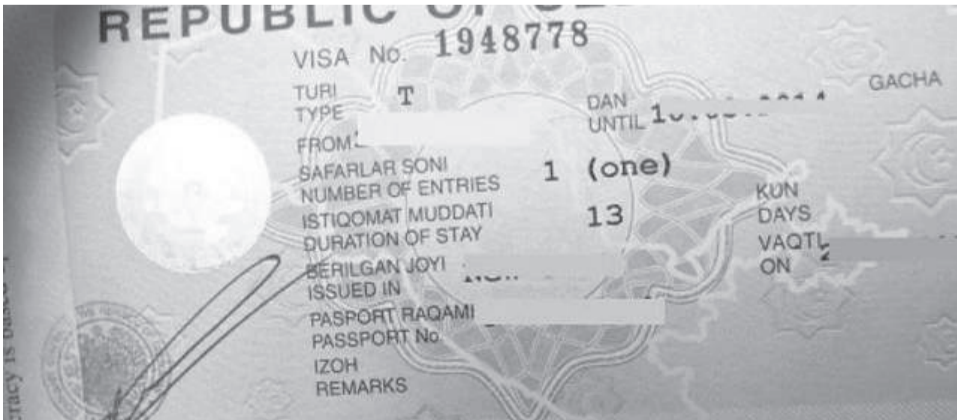 REPUBLIC
VISA No. 1948778
TURI
TYPE T
DAN
UNTIL
GACHA
FROM
SAFARLAR SONI
NUMBER OF ENTRIES 1 (one)
ISTIQOMAT MUDDATI
DURATION OF STAY 13
KUN
DAYS
BERILGAN JOYI
ISSUED IN
VAQTI
ON
PASPORT RAQAMI
PASSPORT No
IZOH
REMARKS